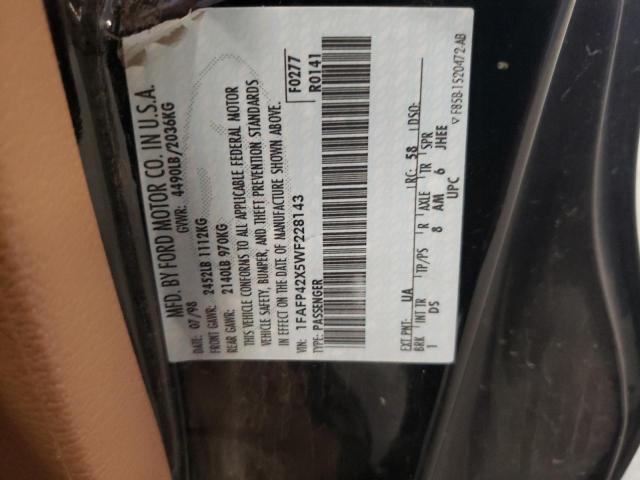 MFD. BY FORD MOTOR CO. IN U.S.A.
DATE: 07/98 GVWR: 4490LB/2036KG
FRONT GAWR: 2452LB 1112KG
REAR GAWR: 2140LB 970KG
THIS VEHICLE CONFORMS TO ALL APPLICABLE FEDERAL MOTOR
VEHICLE SAFETY, BUMPER, AND THEFT PREVENTION STANDARDS
IN EFFECT ON THE DATE OF MANUFACTURE SHOWN ABOVE.
VIN: 1FAFP42X5WF228143 F0277
TYPE: PASSENGER R0141
EXT PNT: UA RC: 58 DSO:
BRK INT TR TP/PS R AXLE TR SPR
1 DS 8 AM 6 JHEE
UPC
F85B-1520472-AB